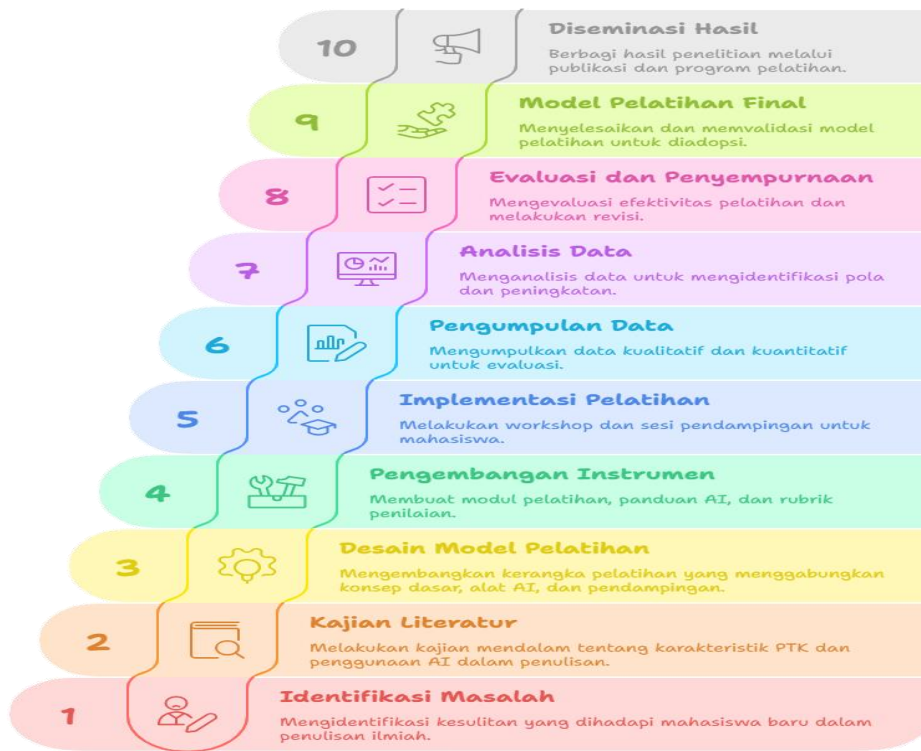 10
Diseminasi Hasil
Berbagi hasil penelitian melalui
publikasi dan program pelatihan.
9
Model Pelatihan Final
Menyelesaikan dan memvalidasi model
pelatihan untuk diadopsi.
8
Evaluasi dan Penyempurnaan
Mengevaluasi efektivitas pelatihan dan
melakukan revisi.
7
Analisis Data
Menganalisis data untuk mengidentifikasi pola
dan peningkatan.
6
Pengumpulan Data
Mengumpulkan data kualitatif dan kuantitatif
untuk evaluasi.
5
Implementasi Pelatihan
Melakukan workshop dan sesi pendampingan untuk
mahasiswa.
4
Pengembangan Instrumen
Membuat modul pelatihan, panduan AI, dan rubrik
penilaian.
3
Desain Model Pelatihan
Mengembangkan kerangka pelatihan yang menggabungkan
konsep dasar, alat AI, dan pendampingan.
2
Kajian Literatur
Melakukan kajian mendalam tentang karakteristik PTK dan
penggunaan AI dalam penulisan.
1
Identifikasi Masalah
Mengidentifikasi kesulitan yang dihadapi mahasiswa baru dalam
penulisan ilmiah.